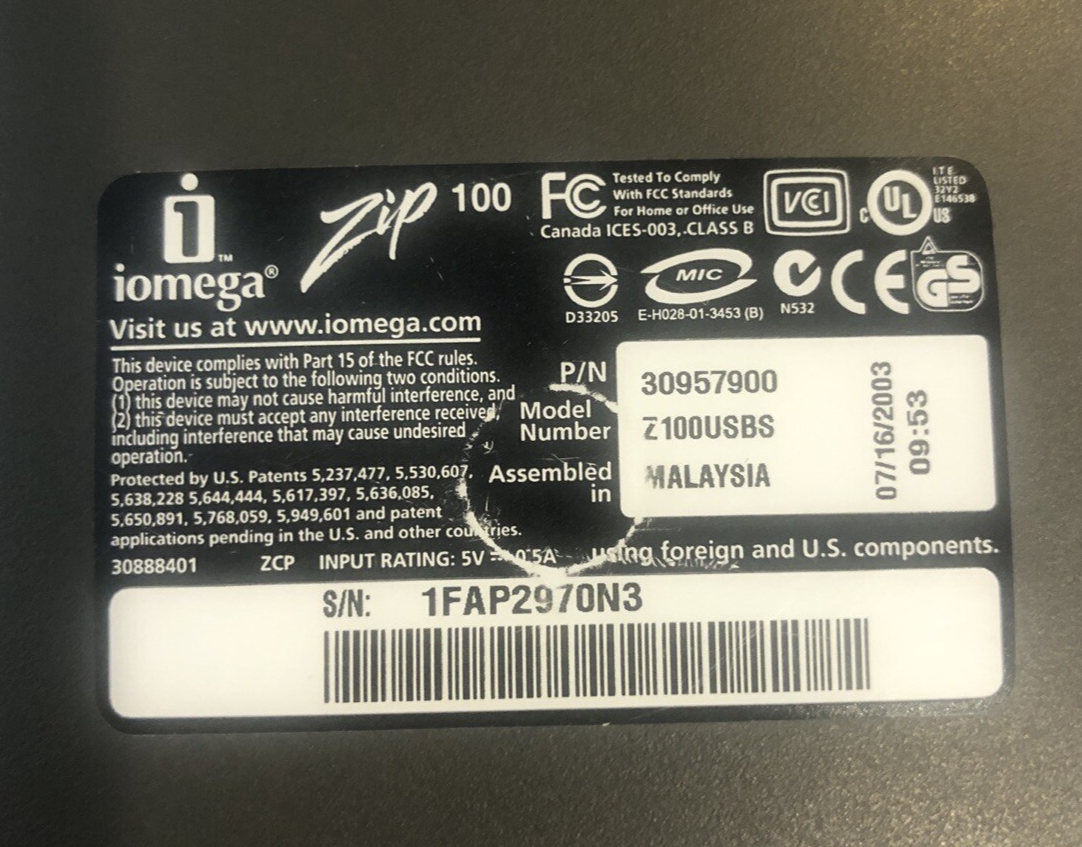 iomega®
™
Zip 100
FC Tested To Comply
With FCC Standards
For Home or Office Use
Canada ICES-003, CLASS B
VCI
c UL US
I.T.E.
LISTED
32Y2
E146538
D33205
MIC
E-H028-01-3453 (B)
N532
CE
GS
Visit us at www.iomega.com
This device complies with Part 15 of the FCC rules.
Operation is subject to the following two conditions.
(1) this device may not cause harmful interference, and
(2) this device must accept any interference received,
including interference that may cause undesired
operation.
Protected by U.S. Patents 5,237,477, 5,530,607,
5,638,228 5,644,444, 5,617,397, 5,636,085,
5,650,891, 5,768,059, 5,949,601 and patent
applications pending in the U.S. and other countries.
30888401 ZCP INPUT RATING: 5V ⎓ 0.5A
P/N 30957900
Model
Number Z100USBS
Assembled
in MALAYSIA
07/16/2003
09:53
using foreign and U.S. components.
S/N: 1FAP2970N3